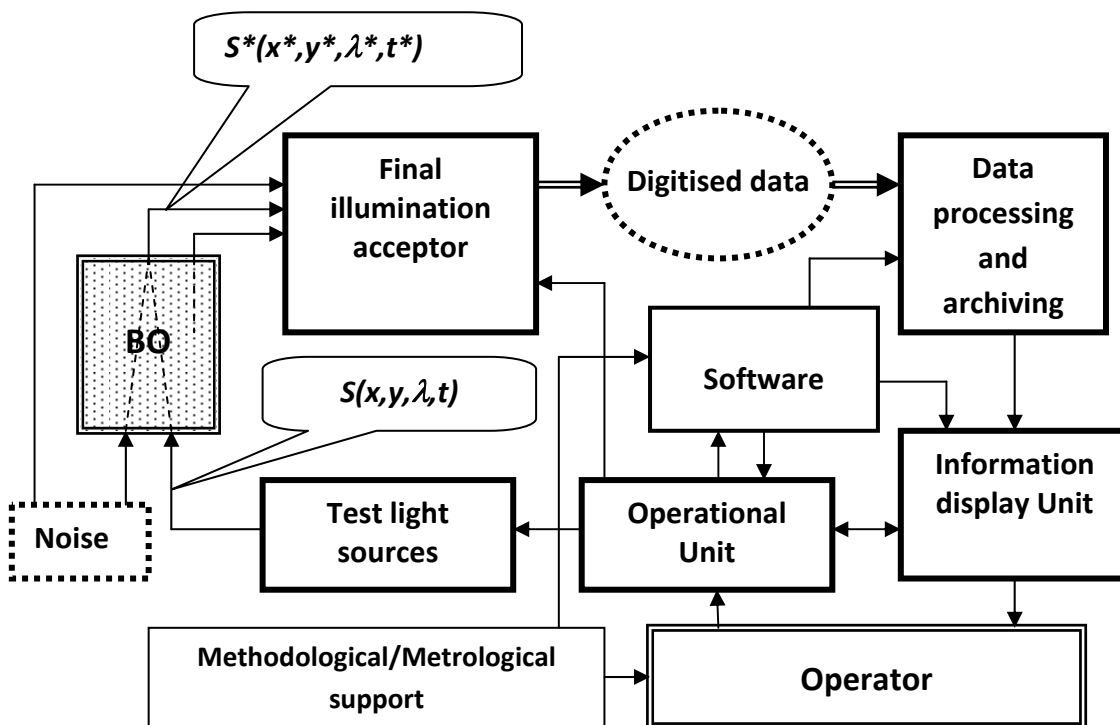 S*(x*,y*,λ*,t*)
Final
illumination
acceptor
Digitised data
Data
processing
and
archiving
BO
Software
S(x,y,λ,t)
Information
display Unit
Noise
Test light
sources
Operational
Unit
Methodological/Metrological
support
Operator